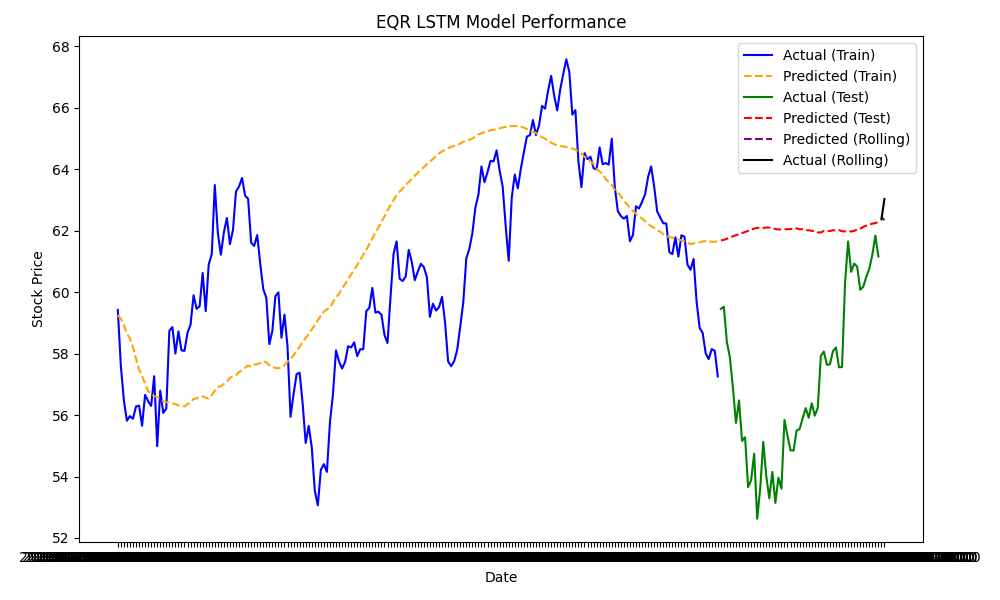 EQR LSTM Model Performance
68
66
64
62
60
58
56
54
52
Stock Price
Actual (Train)
Predicted (Train)
Actual (Test)
Predicted (Test)
Predicted (Rolling)
Actual (Rolling)
Date